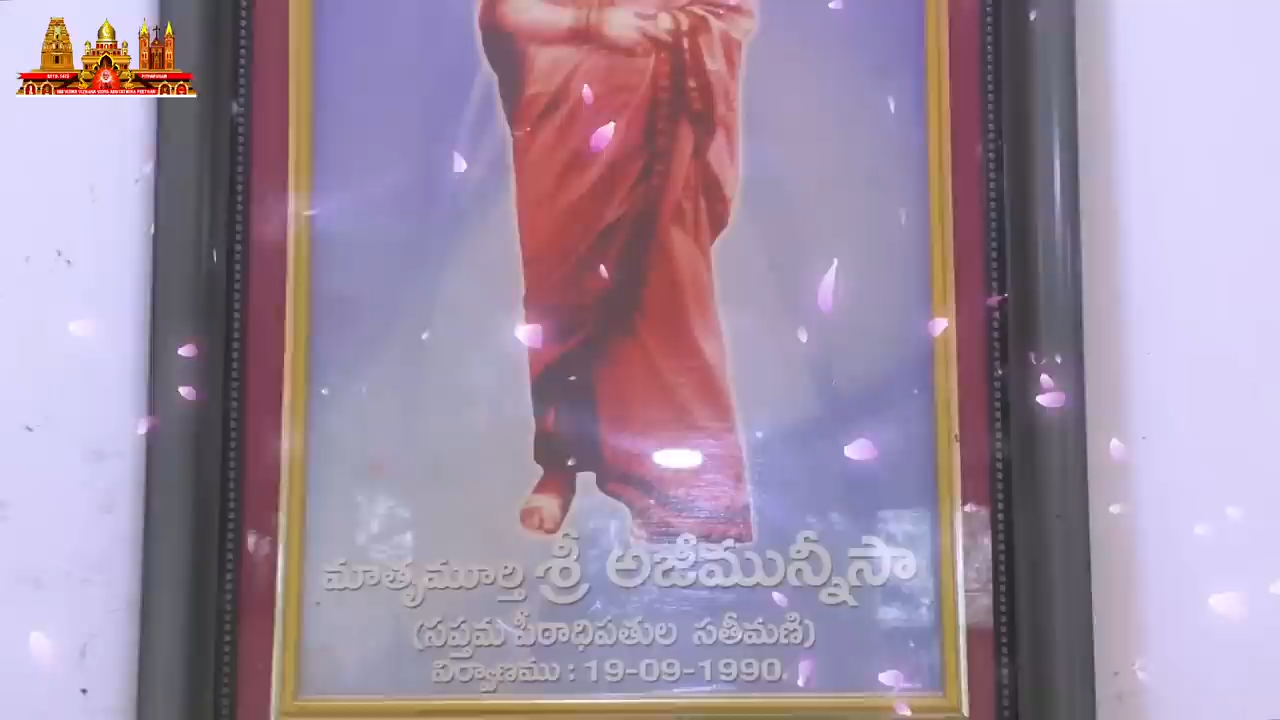 మాతృమూర్తి శ్రీ అజీమున్నీసా
(సప్తమ పీఠాధిపతుల సతీమణి)
నిర్వాణము : 19-09-1990.